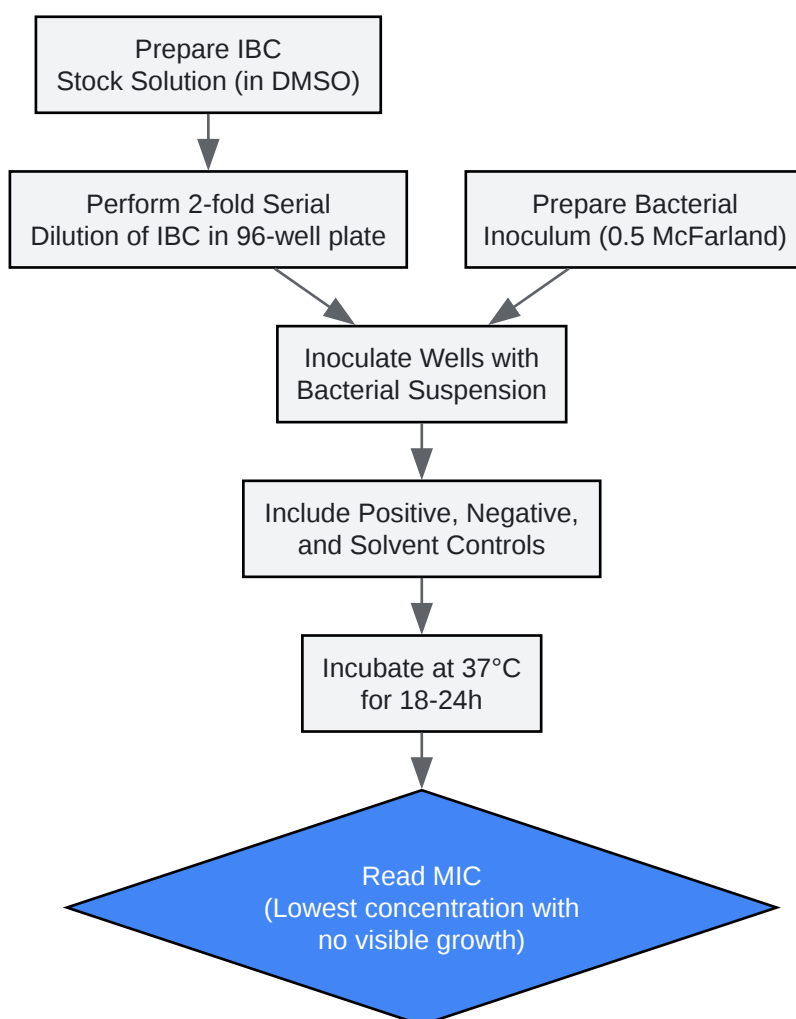 Prepare IBC
Stock Solution (in DMSO)
Perform 2-fold Serial
Dilution of IBC in 96-well plate
Prepare Bacterial
Inoculum (0.5 McFarland)
Inoculate Wells with
Bacterial Suspension
Include Positive, Negative,
and Solvent Controls
Incubate at 37°C
for 18-24h
Read MIC
(Lowest concentration with
no visible growth)